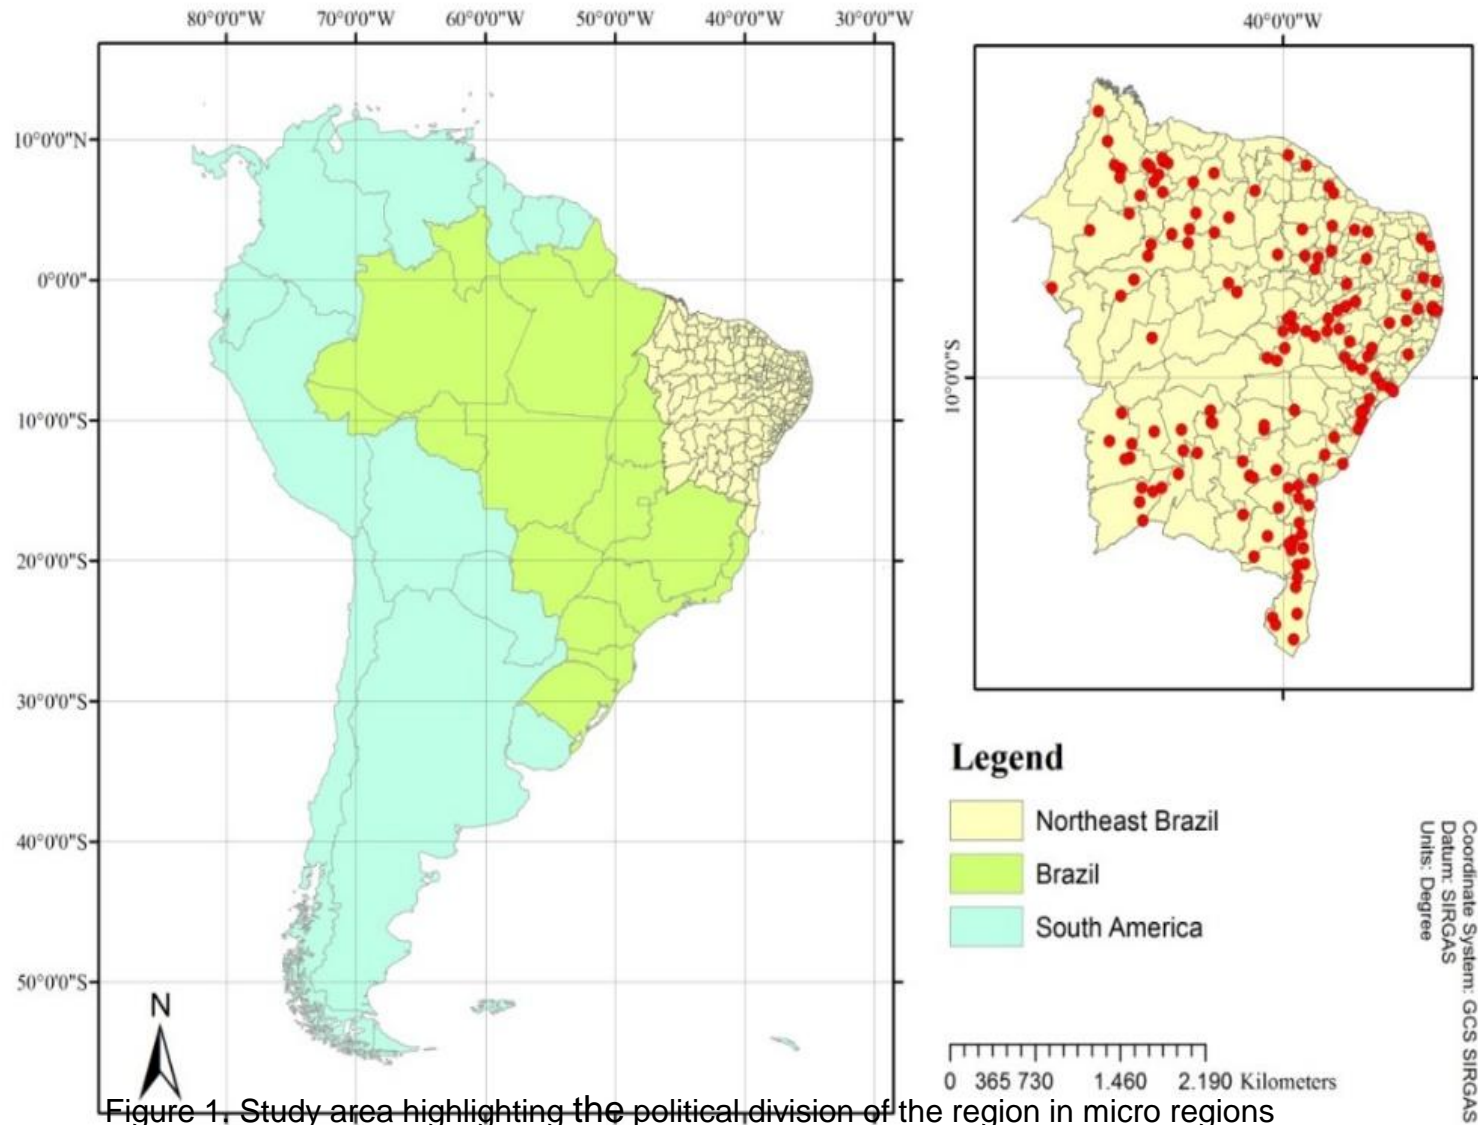 80°0'0"W 70°0'0"W 60°0'0"W 50°0'0"W 40°0'0"W 30°0'0"W
40°0'0"W
10°0'0"N
0°0'0"
10°0'0"S
20°0'0"S
30°0'0"S
40°0'0"S
50°0'0"S
N
10°0'0"S
Legend
Northeast Brazil
Brazil
South America
0 365 730 1.460 2.190 Kilometers
Coordinate System: GCS SIRGAS
Datum: SIRGAS
Units: Degree
Figure 1. Study area highlighting the political division of the region in micro regions